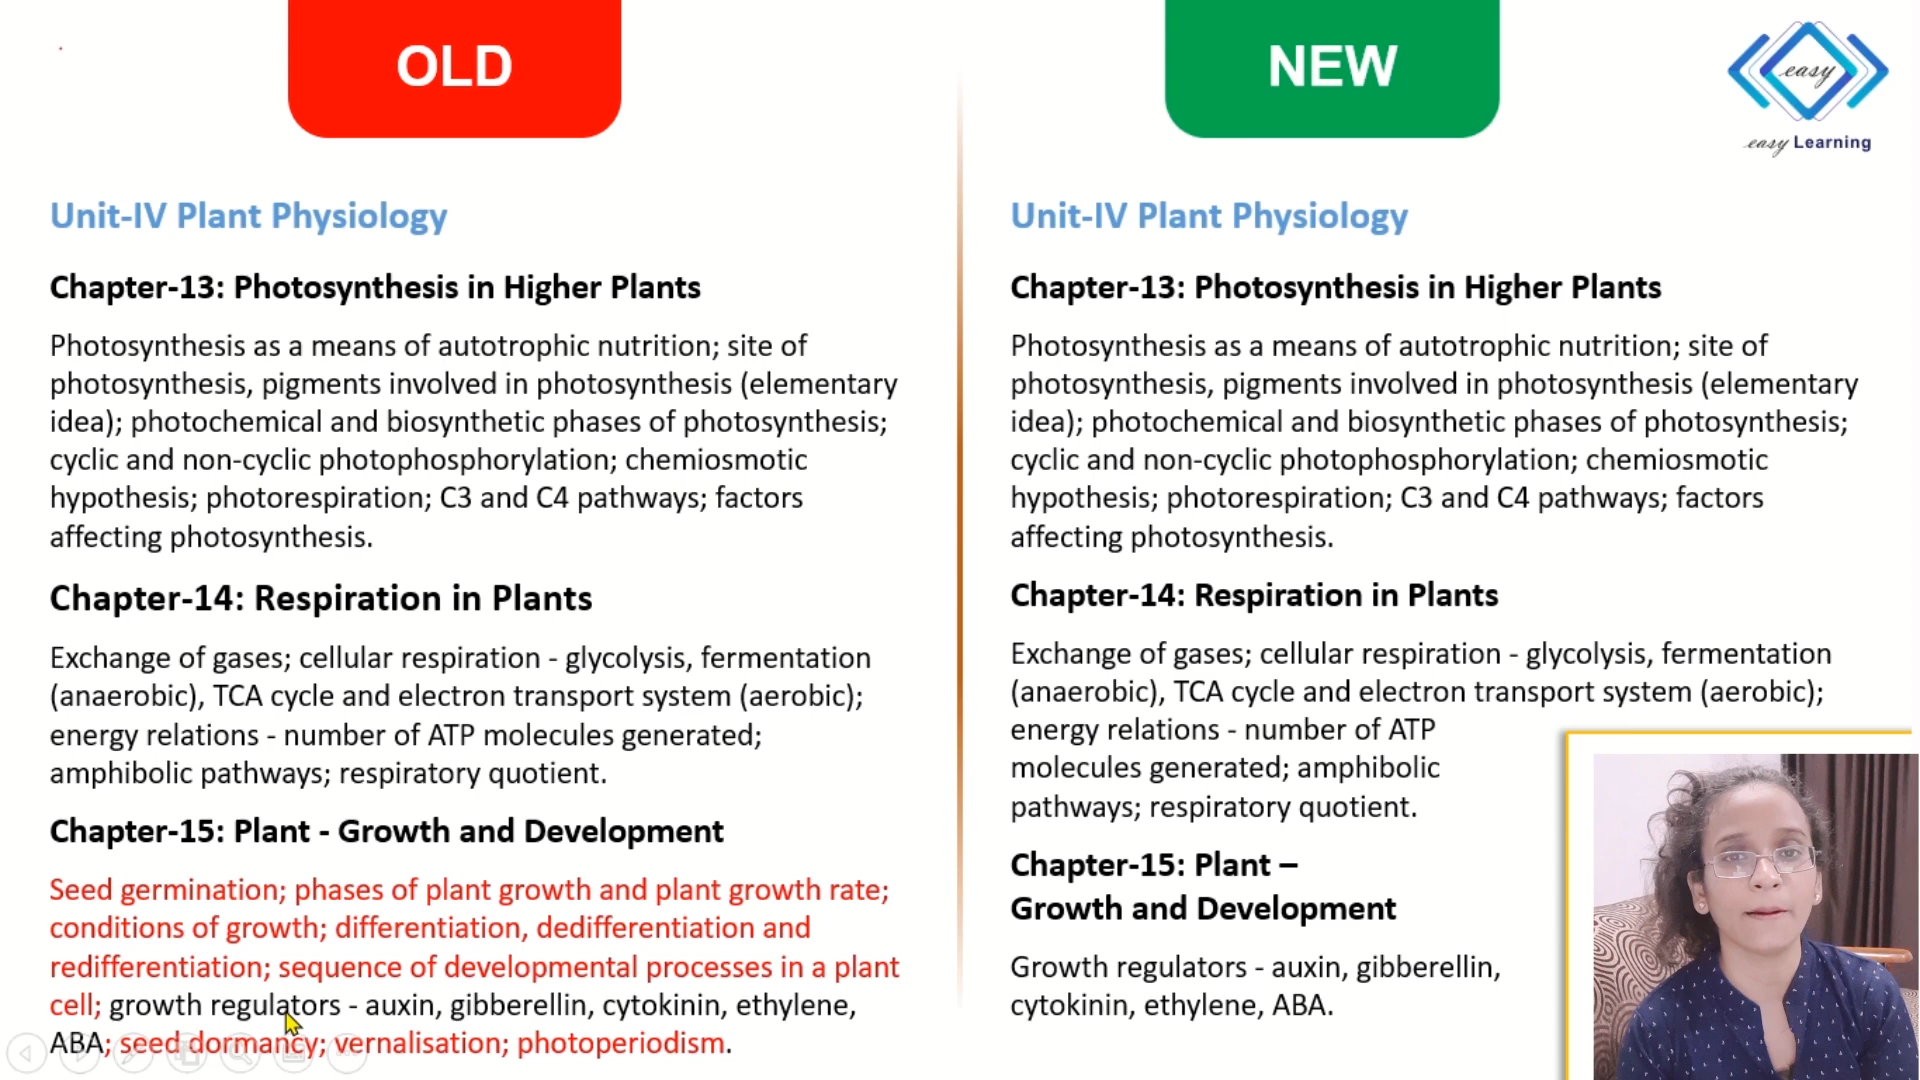 OLD
NEW
easy
easy Learning
Unit-IV Plant Physiology
Chapter-13: Photosynthesis in Higher Plants
Photosynthesis as a means of autotrophic nutrition; site of
photosynthesis, pigments involved in photosynthesis (elementary
idea); photochemical and biosynthetic phases of photosynthesis;
cyclic and non-cyclic photophosphorylation; chemiosmotic
hypothesis; photorespiration; C3 and C4 pathways; factors
affecting photosynthesis.
Chapter-14: Respiration in Plants
Exchange of gases; cellular respiration - glycolysis, fermentation
(anaerobic), TCA cycle and electron transport system (aerobic);
energy relations - number of ATP molecules generated;
amphibolic pathways; respiratory quotient.
Chapter-15: Plant - Growth and Development
Seed germination; phases of plant growth and plant growth rate;
conditions of growth; differentiation, dedifferentiation and
redifferentiation; sequence of developmental processes in a plant
cell; growth regulators - auxin, gibberellin, cytokinin, ethylene,
ABA; seed dormancy; vernalisation; photoperiodism.
Unit-IV Plant Physiology
Chapter-13: Photosynthesis in Higher Plants
Photosynthesis as a means of autotrophic nutrition; site of
photosynthesis, pigments involved in photosynthesis (elementary
idea); photochemical and biosynthetic phases of photosynthesis;
cyclic and non-cyclic photophosphorylation; chemiosmotic
hypothesis; photorespiration; C3 and C4 pathways; factors
affecting photosynthesis.
Chapter-14: Respiration in Plants
Exchange of gases; cellular respiration - glycolysis, fermentation
(anaerobic), TCA cycle and electron transport system (aerobic);
energy relations - number of ATP
molecules generated; amphibolic
pathways; respiratory quotient.
Chapter-15: Plant –
Growth and Development
Growth regulators - auxin, gibberellin,
cytokinin, ethylene, ABA.